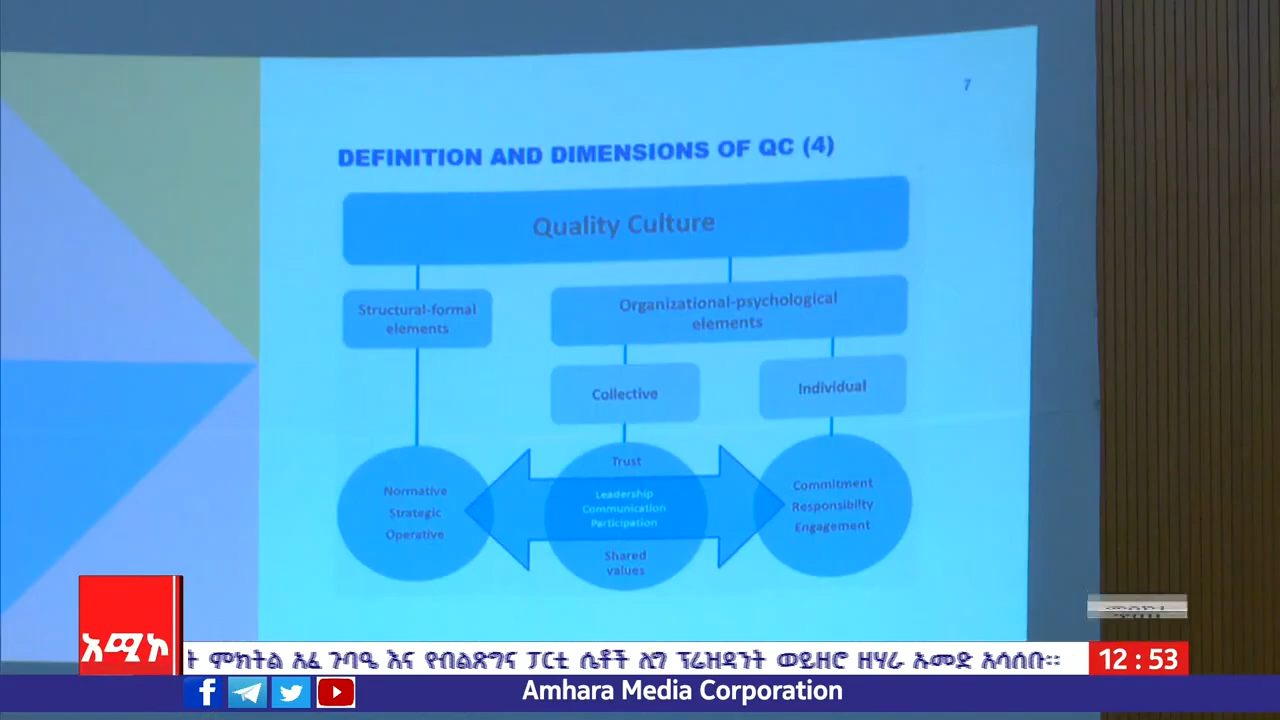 7
DEFINITION AND DIMENSIONS OF QC (4)
Quality Culture
Structural-formal
elements
Organizational-psychological
elements
Collective
Individual
Normative
Strategic
Operative
Trust
Leadership
Communication
Participation
Shared
values
Commitment
Responsibilty
Engagement
አሚኮ
ት ምክትል አፈ ጉባዔ እና የብልጽግና ፓርቲ ሴቶች ሊግ ፕሬዝዳንት ወይዘሮ ዘሃራ ኡመድ አሳሰቡ።
12:53
Amhara Media Corporation